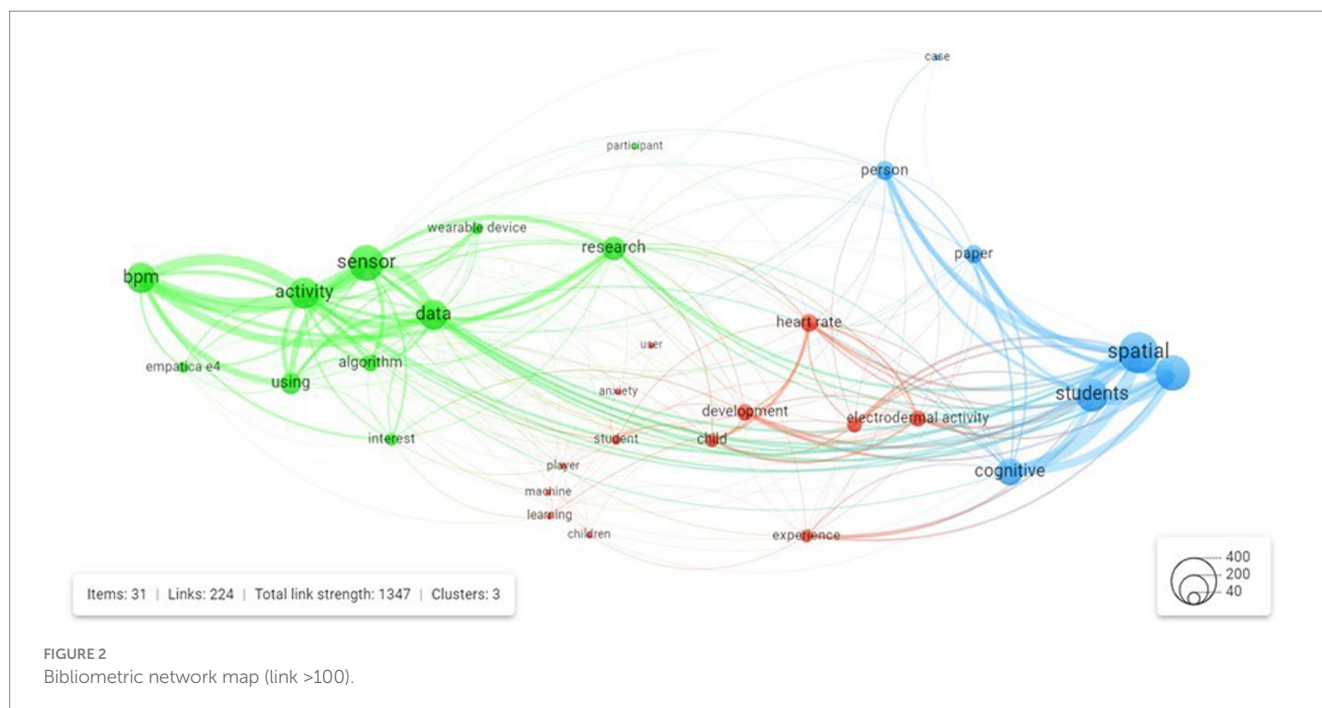 case
participant
person
wearable device
research
paper
sensor
bpm
activity
data
heart rate
user
spatial
empatica e4
algorithm
using
anxiety
students
development
electrodermal activity
interest
student
child
player
cognitive
machine
learning
children
experience
Items: 31 | Links: 224 | Total link strength: 1347 | Clusters: 3
400
200
40
FIGURE 2
Bibliometric network map (link >100).